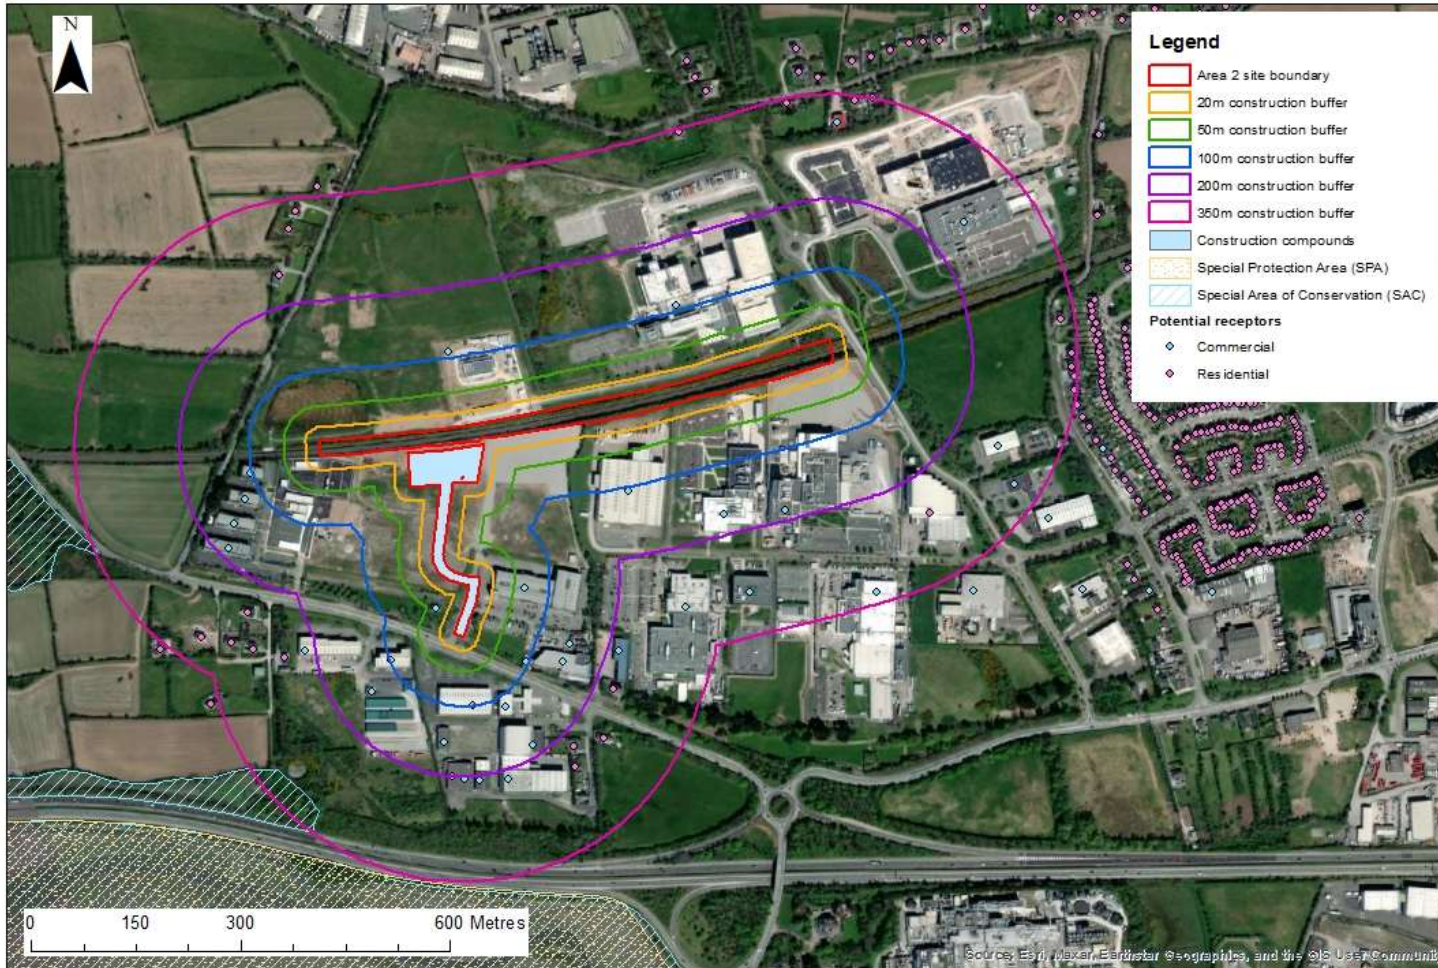 N
Legend
Area 2 site boundary
20m construction buffer
50m construction buffer
100m construction buffer
200m construction buffer
350m construction buffer
Construction compounds
Special Protection Area (SPA)
Special Area of Conservation (SAC)
Potential receptors
Commercial
Residential
0 150 300 600 Metres
Source: Esri, Maxar, Earthstar Geographics, and the GIS User Communit